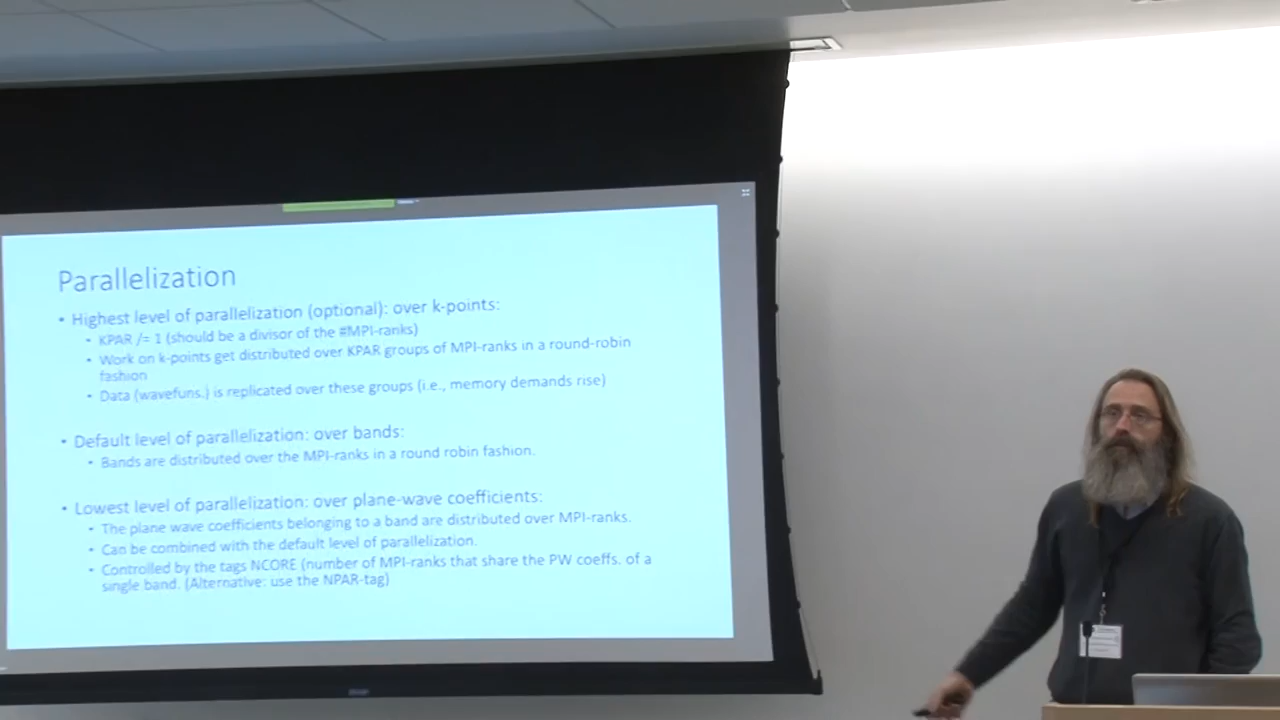 Parallelization
• Highest level of parallelization (optional): over k-points:
• KPAR /= 1 (should be a divisor of the #MPI-ranks)
• Work on k-points get distributed over KPAR groups of MPI-ranks in a round-robin
fashion
• Data (wavefuns.) is replicated over these groups (i.e., memory demands rise)
• Default level of parallelization: over bands:
• Bands are distributed over the MPI-ranks in a round robin fashion.
• Lowest level of parallelization: over plane-wave coefficients:
• The plane wave coefficients belonging to a band are distributed over MPI-ranks.
• Can be combined with the default level of parallelization.
• Controlled by the tags NCORE (number of MPI-ranks that share the PW coeffs. of a
single band. (Alternative: use the NPAR-tag)